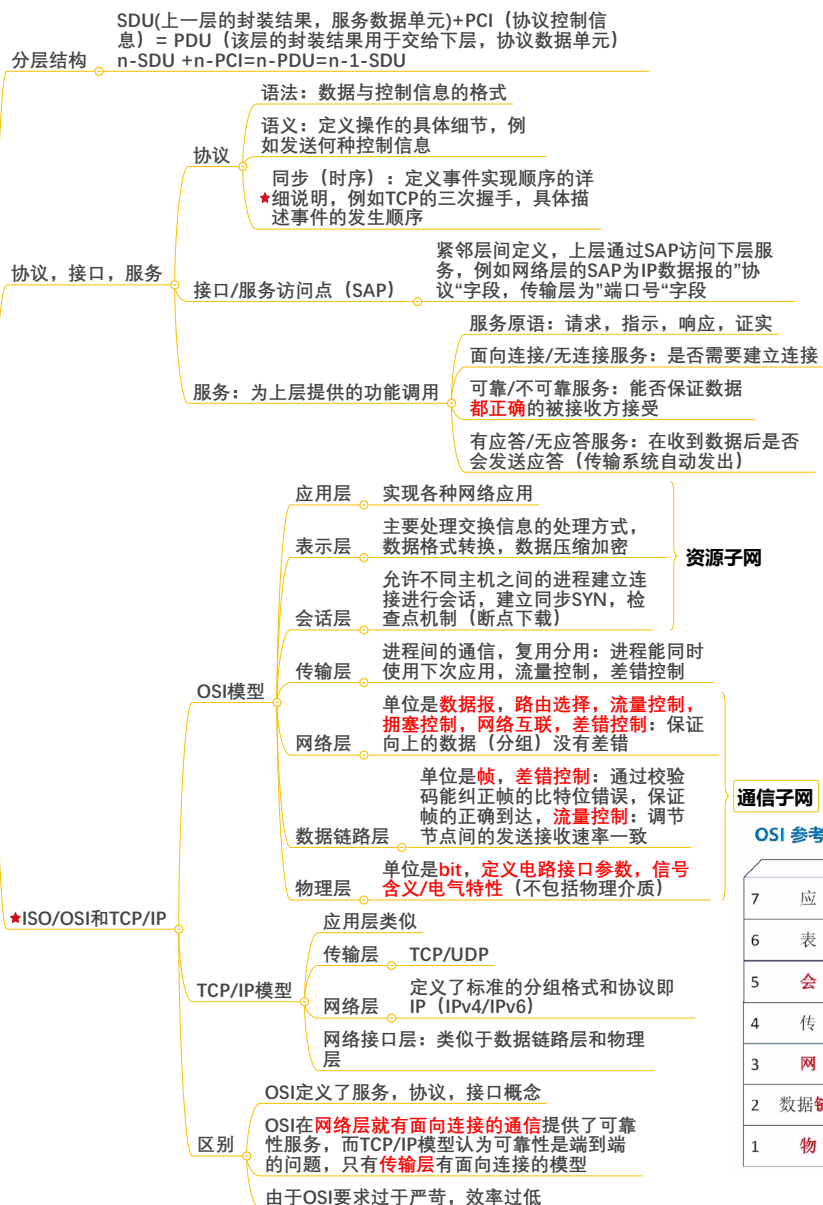 SDU(上一层的封装结果，服务数据单元)+PCI（协议控制信
息）= PDU（该层的封装结果用于交给下层，协议数据单元）
n-SDU +n-PCI=n-PDU=n-1-SDU
分层结构
语法：数据与控制信息的格式
语义：定义操作的具体细节，例
如发送何种控制信息
协议
同步（时序）：定义事件实现顺序的详
细说明，例如TCP的三次握手，具体描
述事件的发生顺序
协议，接口，服务
紧邻层间定义，上层通过SAP访问下层服
务，例如网络层的SAP为IP数据报的”协
议“字段，传输层为”端口号“字段
接口/服务访问点（SAP）
服务原语：请求，指示，响应，证实
面向连接/无连接服务：是否需要建立连接
服务：为上层提供的功能调用
可靠/不可靠服务：能否保证数据
都正确的被接收方接受
有应答/无应答服务：在收到数据后是否
会发送应答（传输系统自动发出）
应用层
实现各种网络应用
表示层
主要处理交换信息的处理方式，
数据格式转换，数据压缩加密
资源子网
会话层
允许不同主机之间的进程建立连
接进行会话，建立同步SYN，检
查点机制（断点下载）
传输层
进程间的通信，复用分用：进程能同时
使用下次应用，流量控制，差错控制
OSI模型
网络层
单位是数据报，路由选择，流量控制，
拥塞控制，网络互联，差错控制：保证
向上的数据（分组）没有差错
数据链路层
单位是帧，差错控制：通过校验
码能纠正帧的比特位错误，保证
帧的正确到达，流量控制：调节
节点间的发送接收速率一致
通信子网
物理层
单位是bit，定义电路接口参数，信号
含义/电气特性（不包括物理介质）
OSI 参考
7 应
6 表
5 会
4 传
3 网
2 数据链
1 物
ISO/OSI和TCP/IP
应用层类似
传输层
TCP/UDP
TCP/IP模型
网络层
定义了标准的分组格式和协议即
IP（IPv4/IPv6）
网络接口层：类似于数据链路层和物理
层
OSI定义了服务，协议，接口概念
区别
OSI在网络层就有面向连接的通信提供了可靠
性服务，而TCP/IP模型认为可靠性是端到端
的问题，只有传输层有面向连接的模型
由于OSI要求过于严苛，效率过低